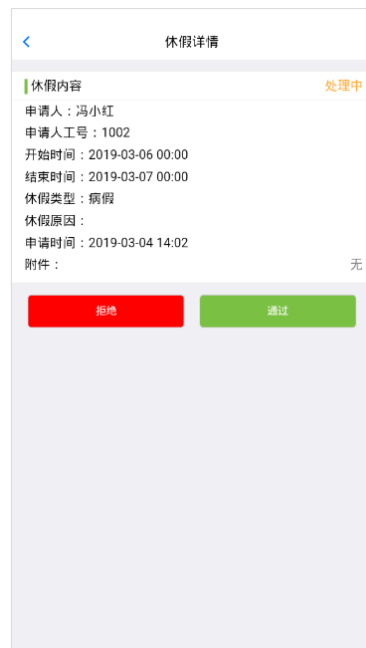 休假详情
休假内容 处理中
申请人：冯小红
申请人工号：1002
开始时间：2019-03-06 00:00
结束时间：2019-03-07 00:00
休假类型：病假
休假原因：
申请时间：2019-03-04 14:02
附件： 无
拒绝 通过